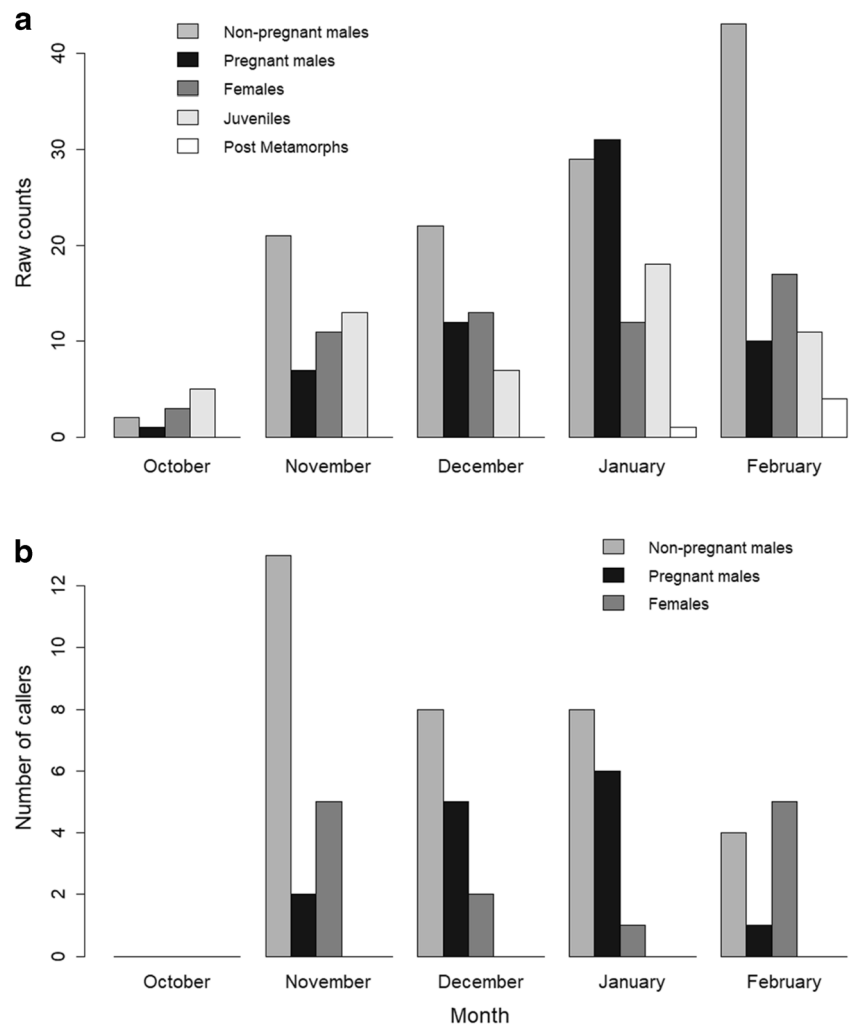 a
Non-pregnant males
Pregnant males
Females
Juveniles
Post Metamorphs
Raw counts
40
30
20
10
0
October November December January February
b
Non-pregnant males
Pregnant males
Females
Number of callers
12
10
8
6
4
2
0
October November December January February
Month